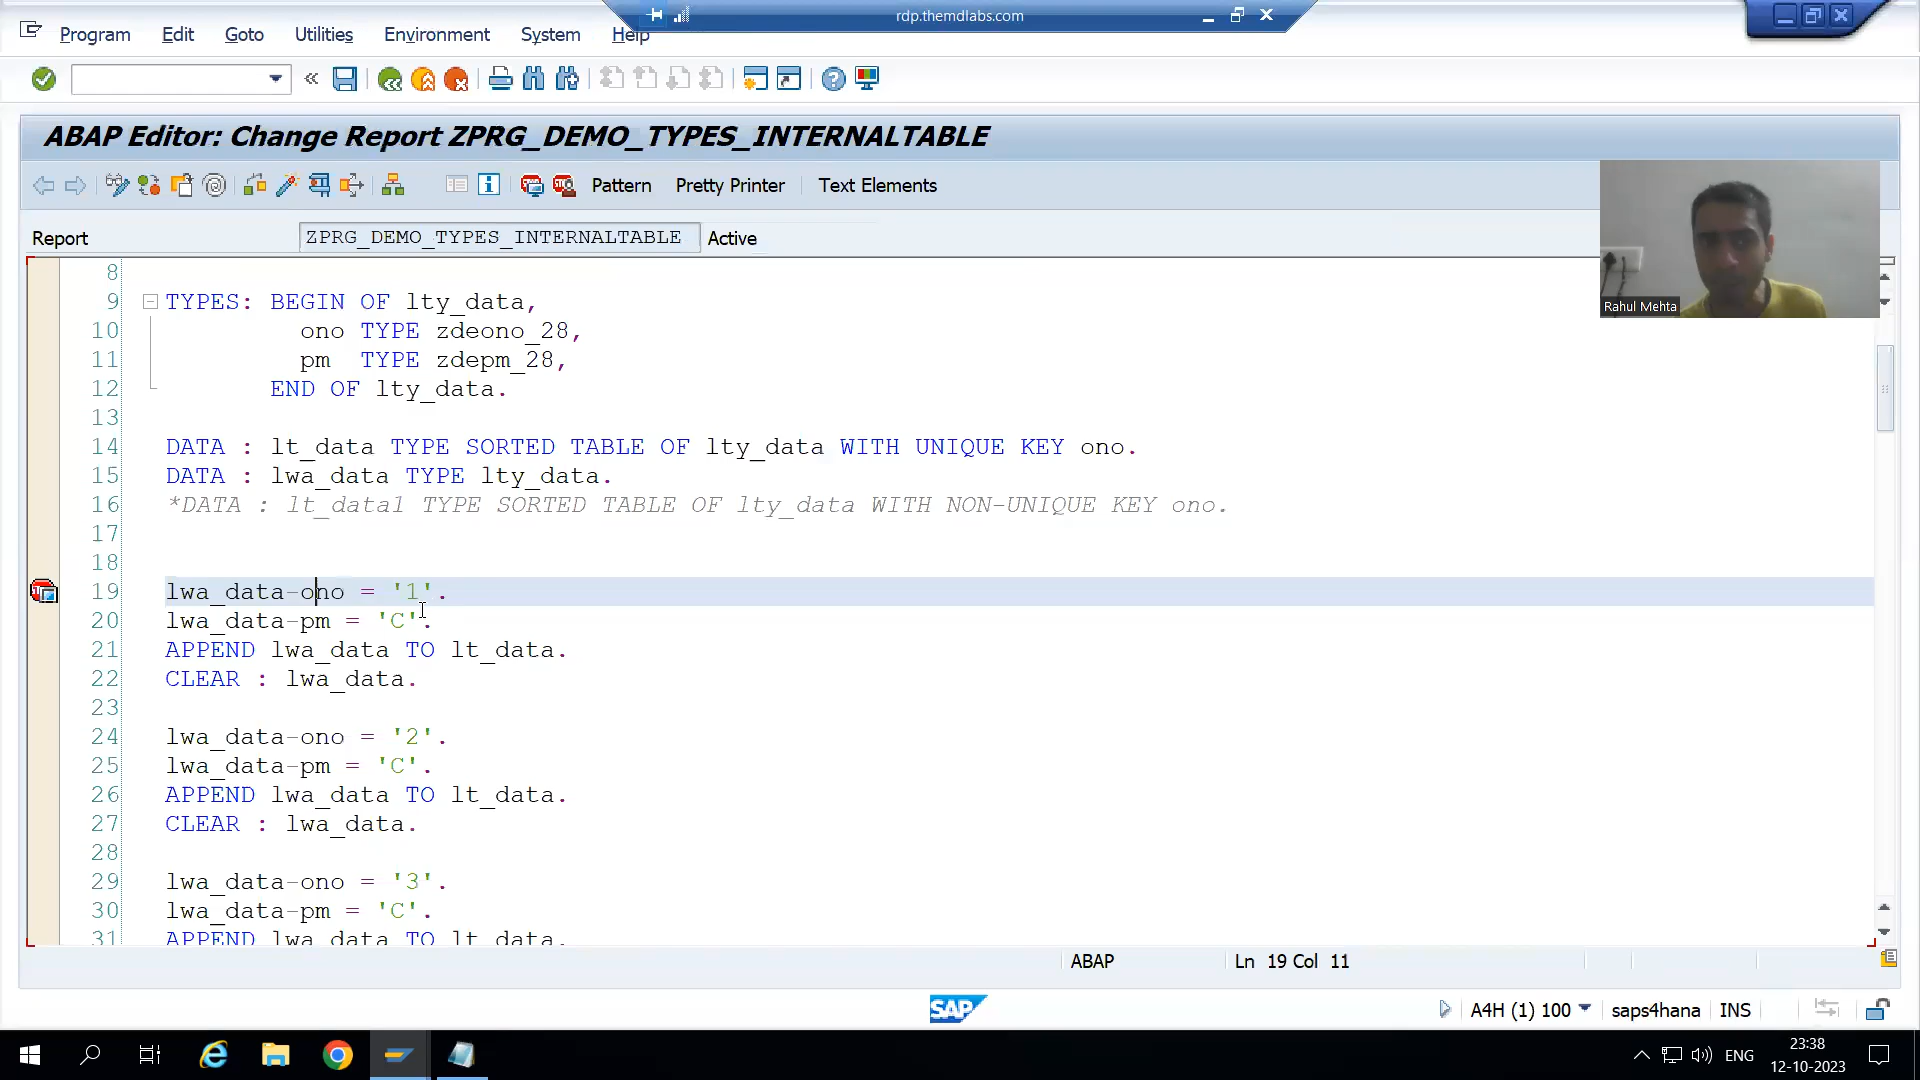 rdp.themdlabs.com
Program Edit Goto Utilities Environment System Help
ABAP Editor: Change Report ZPRG_DEMO_TYPES_INTERNALTABLE
Pattern Pretty Printer Text Elements
Report ZPRG_DEMO_TYPES_INTERNALTABLE Active
Rahul Mehta
8
9 TYPES: BEGIN OF lty_data,
10 ono TYPE zdeono_28,
11 pm TYPE zdepm_28,
12 END OF lty_data.
13
14 DATA : lt_data TYPE SORTED TABLE OF lty_data WITH UNIQUE KEY ono.
15 DATA : lwa_data TYPE lty_data.
16 *DATA : lt_data1 TYPE SORTED TABLE OF lty_data WITH NON-UNIQUE KEY ono.
17
18
19 lwa_data-ono = '1'.
20 lwa_data-pm = 'C'.
21 APPEND lwa_data TO lt_data.
22 CLEAR : lwa_data.
23
24 lwa_data-ono = '2'.
25 lwa_data-pm = 'C'.
26 APPEND lwa_data TO lt_data.
27 CLEAR : lwa_data.
28
29 lwa_data-ono = '3'.
30 lwa_data-pm = 'C'.
31 APPEND lwa_data TO lt_data.
ABAP Ln 19 Col 11
SAP A4H (1) 100 saps4hana INS
ENG 23:38
12-10-2023